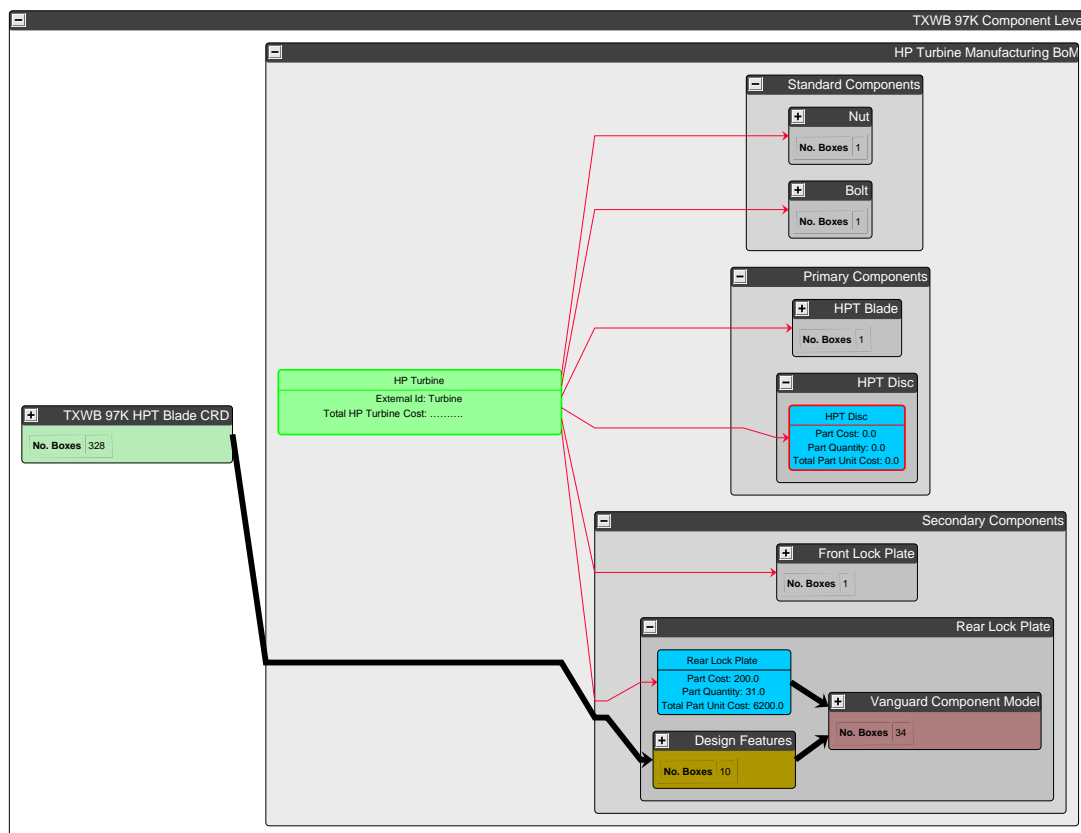 TXWB 97K Component Leve
HP Turbine Manufacturing BoM
Standard Components
Nut
No. Boxes 1
Bolt
No. Boxes 1
Primary Components
HPT Blade
No. Boxes 1
HPT Disc
HPT Disc
Part Cost: 0.0
Part Quantity: 0.0
Total Part Unit Cost: 0.0
HP Turbine
External Id: Turbine
Total HP Turbine Cost: ..........
TXWB 97K HPT Blade CRD
No. Boxes 328
Secondary Components
Front Lock Plate
No. Boxes 1
Rear Lock Plate
Rear Lock Plate
Part Cost: 200.0
Part Quantity: 31.0
Total Part Unit Cost: 6200.0
Vanguard Component Model
No. Boxes 34
Design Features
No. Boxes 10